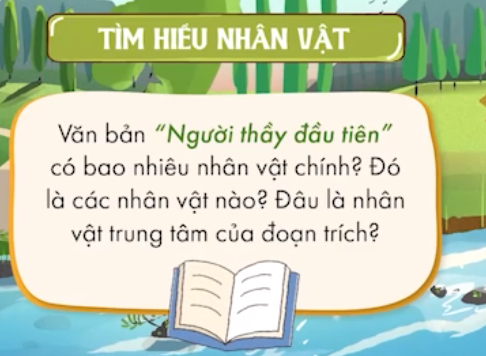 TÌM HIỂU NHÂN VẬT
Văn bản “Người thầy đầu tiên”
có bao nhiêu nhân vật chính? Đó
là các nhân vật nào? Đâu là nhân
vật trung tâm của đoạn trích?